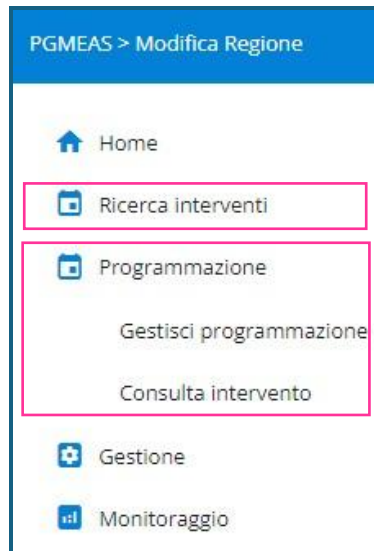 PGMEAS > Modifica Regione
Home
Ricerca interventi
Programmazione
Gestisci programmazione
Consulta intervento
Gestione
Monitoraggio